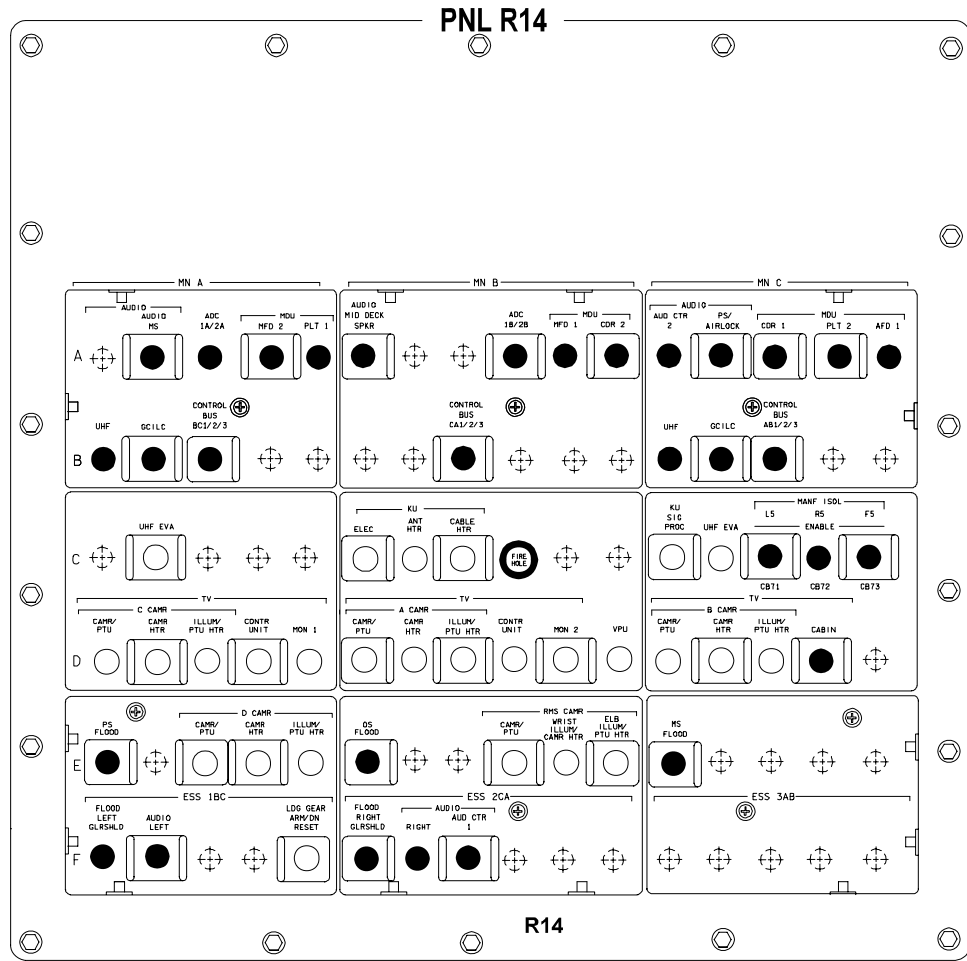 PNL R14
MN A MN B MN C
AUDIO
AUDIO MS
ADC 1A/2A
MDU
MFD 2 PLT 1
AUDIO MID DECK SPKR
ADC 1B/2B
MDU
MFD 1 CDR 2
AUDIO
AUD CTR 2
PS/ AIRLOCK
MDU
CDR 1 PLT 2 AFD 1
A
UHF GCILC
CONTROL BUS BC1/2/3
CONTROL BUS CA1/2/3
UHF GCILC
CONTROL BUS AB1/2/3
B
UHF EVA
KU
ELEC
ANT HTR
CABLE HTR
FIRE HOLE
KU SIG PROC
UHF EVA
MANF ISOL
L5 R5 F5
ENABLE
CB71 CB72 CB73
C
TV
C CAMR
CAMR/ PTU
CAMR HTR
ILLUM/ PTU HTR
CONTR UNIT
MON 1
TV
A CAMR
CAMR/ PTU
CAMR HTR
ILLUM/ PTU HTR
CONTR UNIT
MON 2
VPU
TV
B CAMR
CAMR/ PTU
CAMR HTR
ILLUM/ PTU HTR
CABIN
D
PS FLOOD
D CAMR
CAMR/ PTU
CAMR HTR
ILLUM/ PTU HTR
OS FLOOD
RMS CAMR
CAMR/ PTU
WRIST ILLUM/ CAMR HTR
ELB ILLUM/ PTU HTR
MS FLOOD
E
ESS 1BC ESS 2CA ESS 3AB
FLOOD LEFT GLRSHLD
AUDIO LEFT
LDG GEAR ARM/DN RESET
FLOOD RIGHT GLRSHLD
AUDIO
RIGHT
AUD CTR 1
F
R14